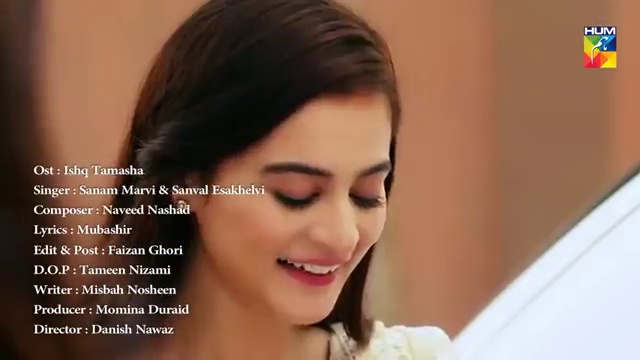 HUM
Ost : Ishq Tamasha
Singer : Sanam Marvi & Sanval Esakhelvi
Composer : Naveed Nashad
Lyrics : Mubashir
Edit & Post : Faizan Ghori
D.O.P : Tameen Nizami
Writer : Misbah Nosheen
Producer : Momina Duraid
Director : Danish Nawaz